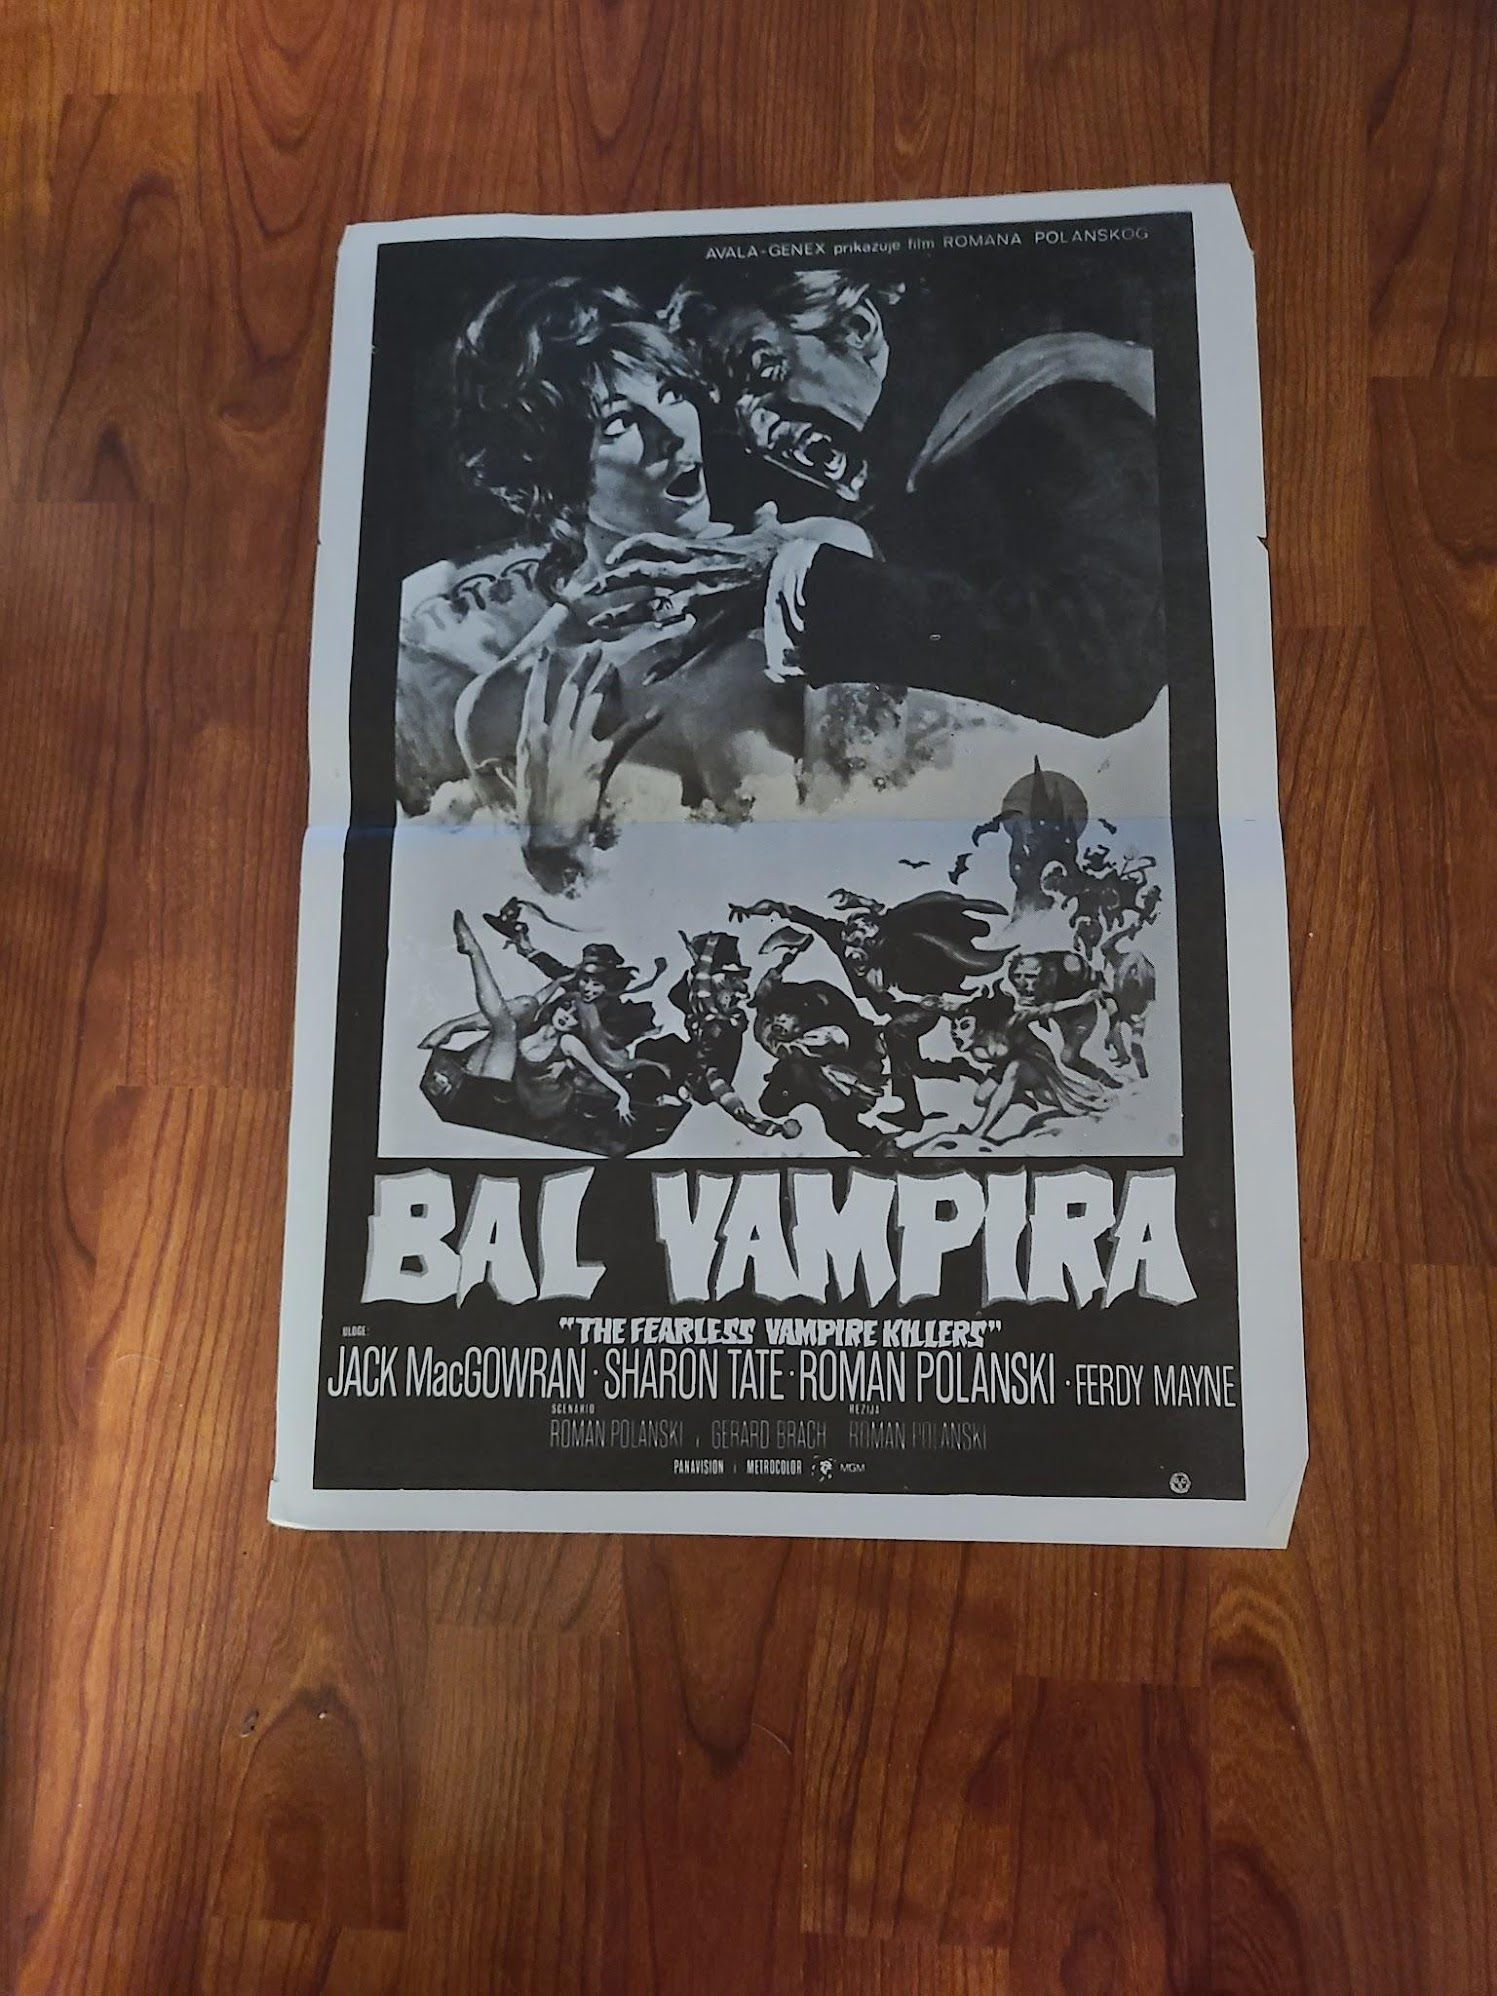 AVALA-GENEX prikazuje film ROMANA POLANSKOG
BAL VAMPIRA
"THE FEARLESS VAMPIRE KILLERS"
ULOGE:
JACK MacGOWRAN · SHARON TATE · ROMAN POLANSKI · FERDY MAYNE
SCENARIO REZIJA
ROMAN POLANSKI i GERARD BRACH ROMAN POLANSKI
PANAVISION i METROCOLOR MGM